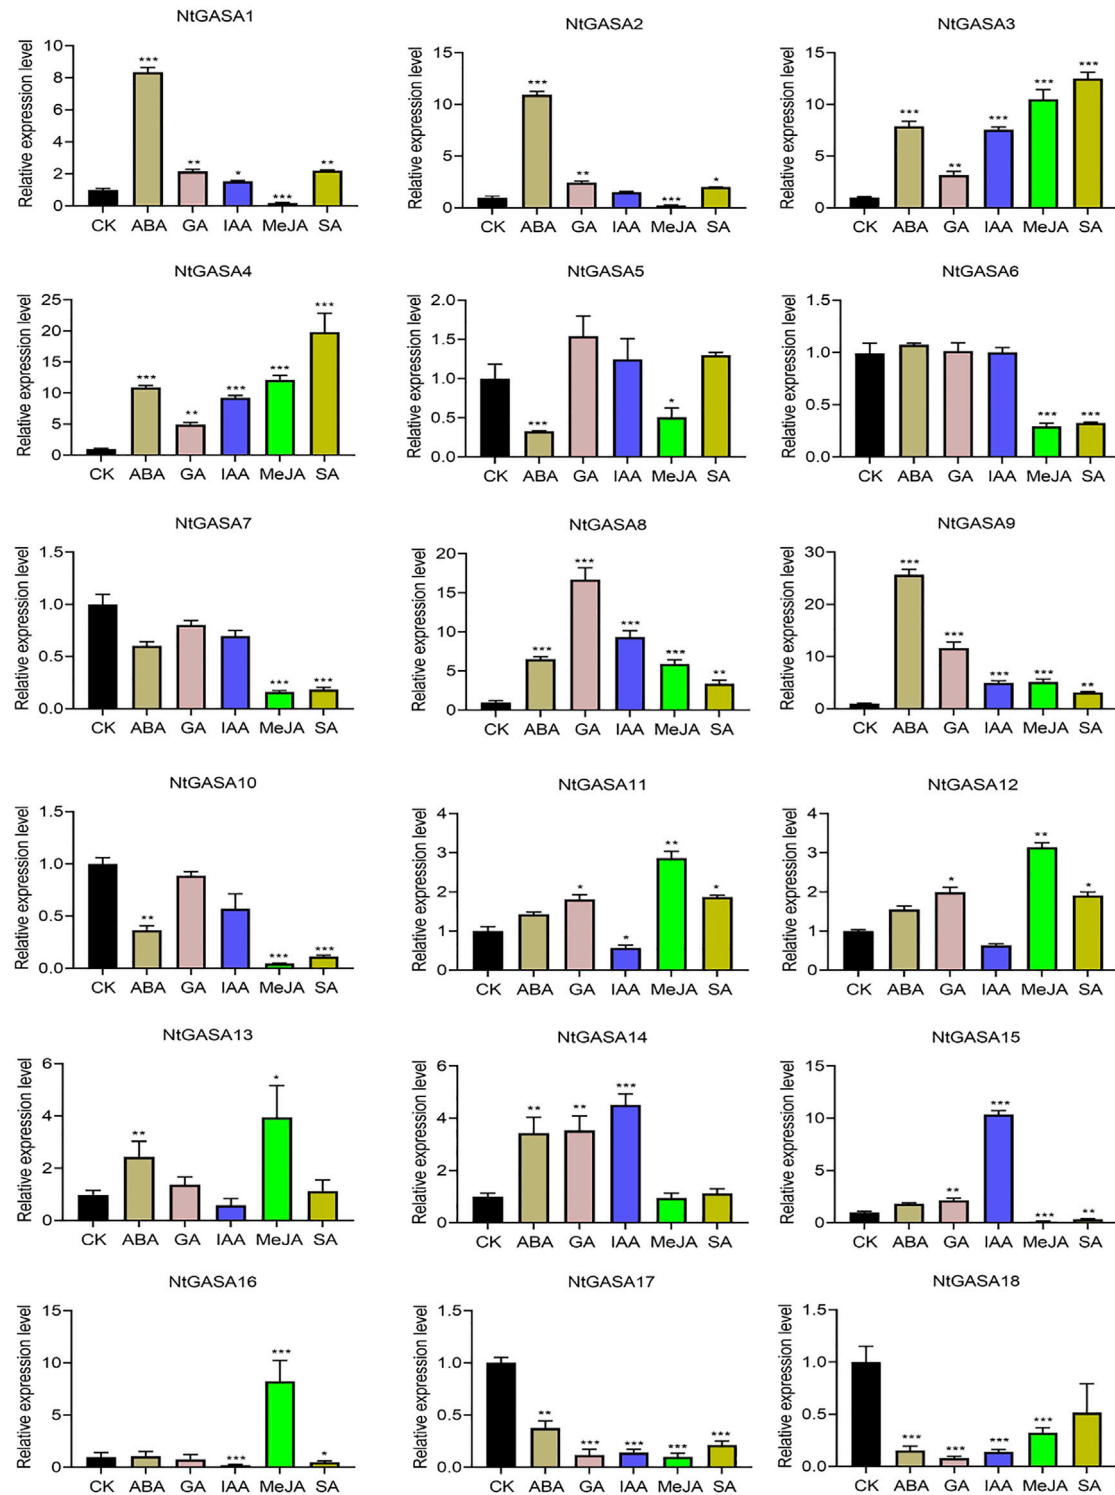 NtGASA1
Relative expression level
10
8
6
4
2
0
*** ** * *** **
CK ABA GA IAA MeJA SA
NtGASA2
Relative expression level
15
10
5
0
*** ** *** *
CK ABA GA IAA MeJA SA
NtGASA3
Relative expression level
15
10
5
0
*** ** *** *** ***
CK ABA GA IAA MeJA SA
NtGASA4
Relative expression level
25
20
15
10
5
0
*** ** *** *** ***
CK ABA GA IAA MeJA SA
NtGASA5
Relative expression level
2.0
1.5
1.0
0.5
0.0
*** *
CK ABA GA IAA MeJA SA
NtGASA6
Relative expression level
1.5
1.0
0.5
0.0
*** ***
CK ABA GA IAA MeJA SA
NtGASA7
Relative expression level
1.5
1.0
0.5
0.0
*** ***
CK ABA GA IAA MeJA SA
NtGASA8
Relative expression level
20
15
10
5
0
*** *** *** *** **
CK ABA GA IAA MeJA SA
NtGASA9
Relative expression level
30
20
10
0
*** *** *** *** **
CK ABA GA IAA MeJA SA
NtGASA10
Relative expression level
1.5
1.0
0.5
0.0
** *** ***
CK ABA GA IAA MeJA SA
NtGASA11
Relative expression level
4
3
2
1
0
* * ** *
CK ABA GA IAA MeJA SA
NtGASA12
Relative expression level
4
3
2
1
0
* ** *
CK ABA GA IAA MeJA SA
NtGASA13
Relative expression level
6
4
2
0
** *
CK ABA GA IAA MeJA SA
NtGASA14
Relative expression level
6
4
2
0
** ** ***
CK ABA GA IAA MeJA SA
NtGASA15
Relative expression level
15
10
5
0
** *** *** **
CK ABA GA IAA MeJA SA
NtGASA16
Relative expression level
15
10
5
0
*** *** *
CK ABA GA IAA MeJA SA
NtGASA17
Relative expression level
1.5
1.0
0.5
0.0
** *** *** *** ***
CK ABA GA IAA MeJA SA
NtGASA18
Relative expression level
1.5
1.0
0.5
0.0
*** *** *** ***
CK ABA GA IAA MeJA SA